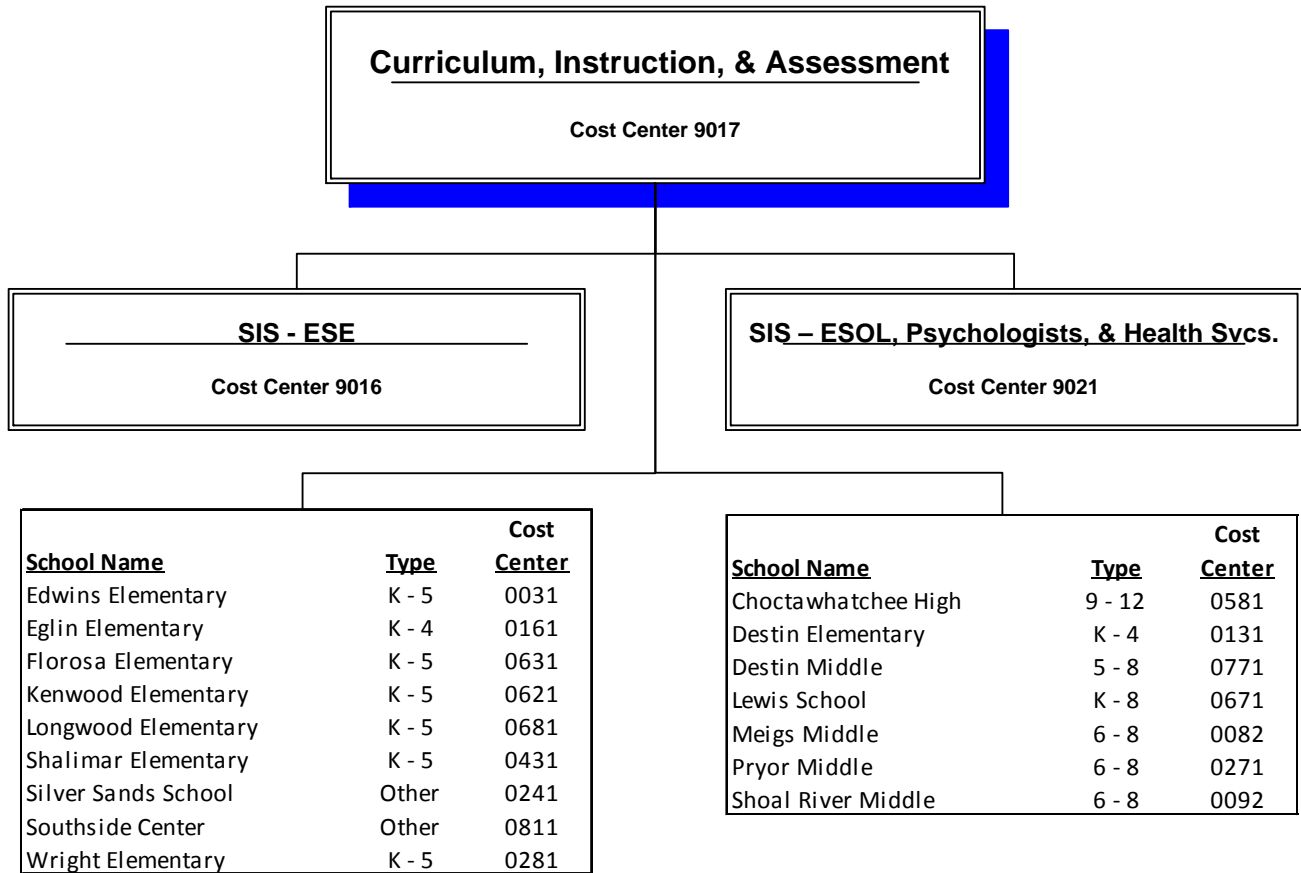 Curriculum, Instruction, & Assessment
Cost Center 9017
SIS - ESE
Cost Center 9016
SIS – ESOL, Psychologists, & Health Svcs.
Cost Center 9021
Cost
School Name Type Center
Edwins Elementary K - 5 0031
Eglin Elementary K - 4 0161
Florosa Elementary K - 5 0631
Kenwood Elementary K - 5 0621
Longwood Elementary K - 5 0681
Shalimar Elementary K - 5 0431
Silver Sands School Other 0241
Southside Center Other 0811
Wright Elementary K - 5 0281
Cost
School Name Type Center
Choctawhatchee High 9 - 12 0581
Destin Elementary K - 4 0131
Destin Middle 5 - 8 0771
Lewis School K - 8 0671
Meigs Middle 6 - 8 0082
Pryor Middle 6 - 8 0271
Shoal River Middle 6 - 8 0092